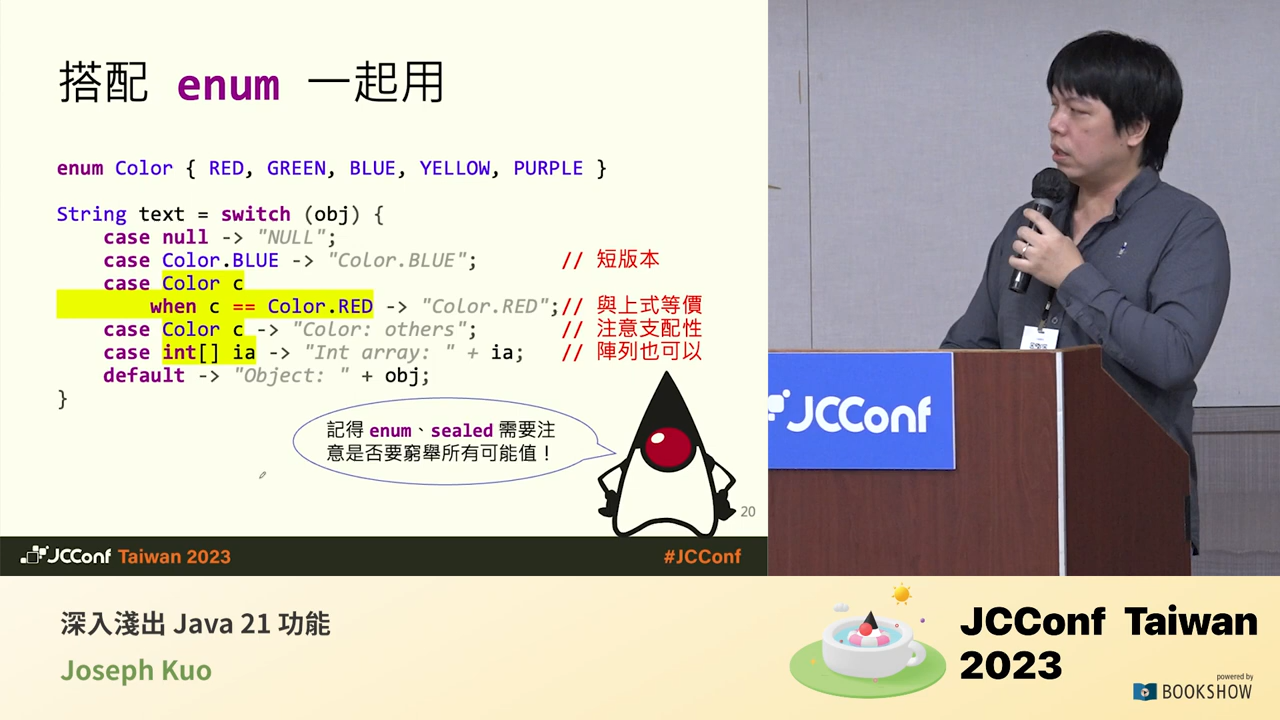 搭配 enum 一起用
enum Color { RED, GREEN, BLUE, YELLOW, PURPLE }
String text = switch (obj) {
case null -> "NULL";
case Color.BLUE -> "Color.BLUE"; // 短版本
case Color c
when c == Color.RED -> "Color.RED"; // 與上式等價
case Color c -> "Color: others"; // 注意支配性
case int[] ia -> "Int array: " + ia; // 陣列也可以
default -> "Object: " + obj;
}
記得 enum、sealed 需要注
意是否要窮舉所有可能值！
20
JCConf Taiwan 2023
#JCConf
JCConf
深入淺出 Java 21 功能
Joseph Kuo
JCConf Taiwan
2023
powered by
BOOKSHOW